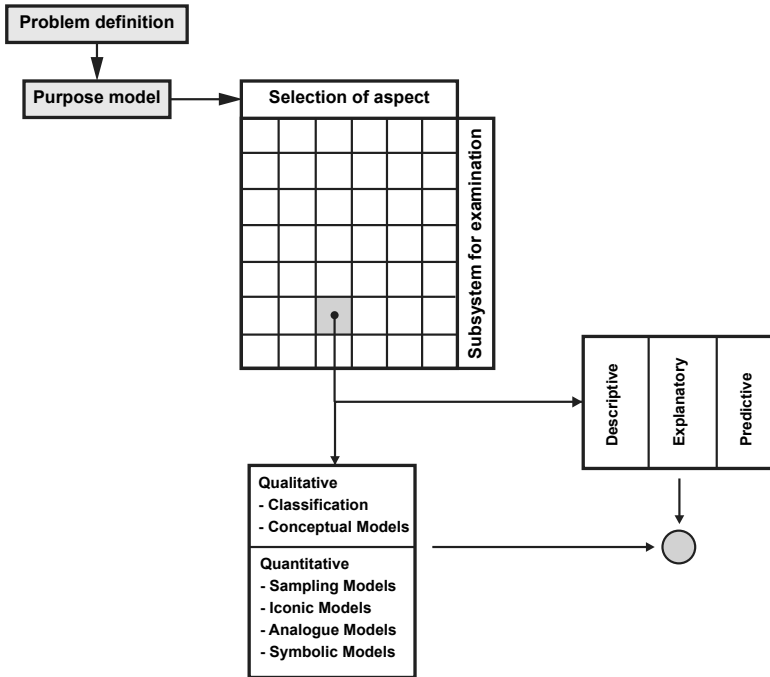 Problem definition
Purpose model
Selection of aspect
Subsystem for examination
Descriptive
Explanatory
Predictive
Qualitative
- Classification
- Conceptual Models
Quantitative
- Sampling Models
- Iconic Models
- Analogue Models
- Symbolic Models